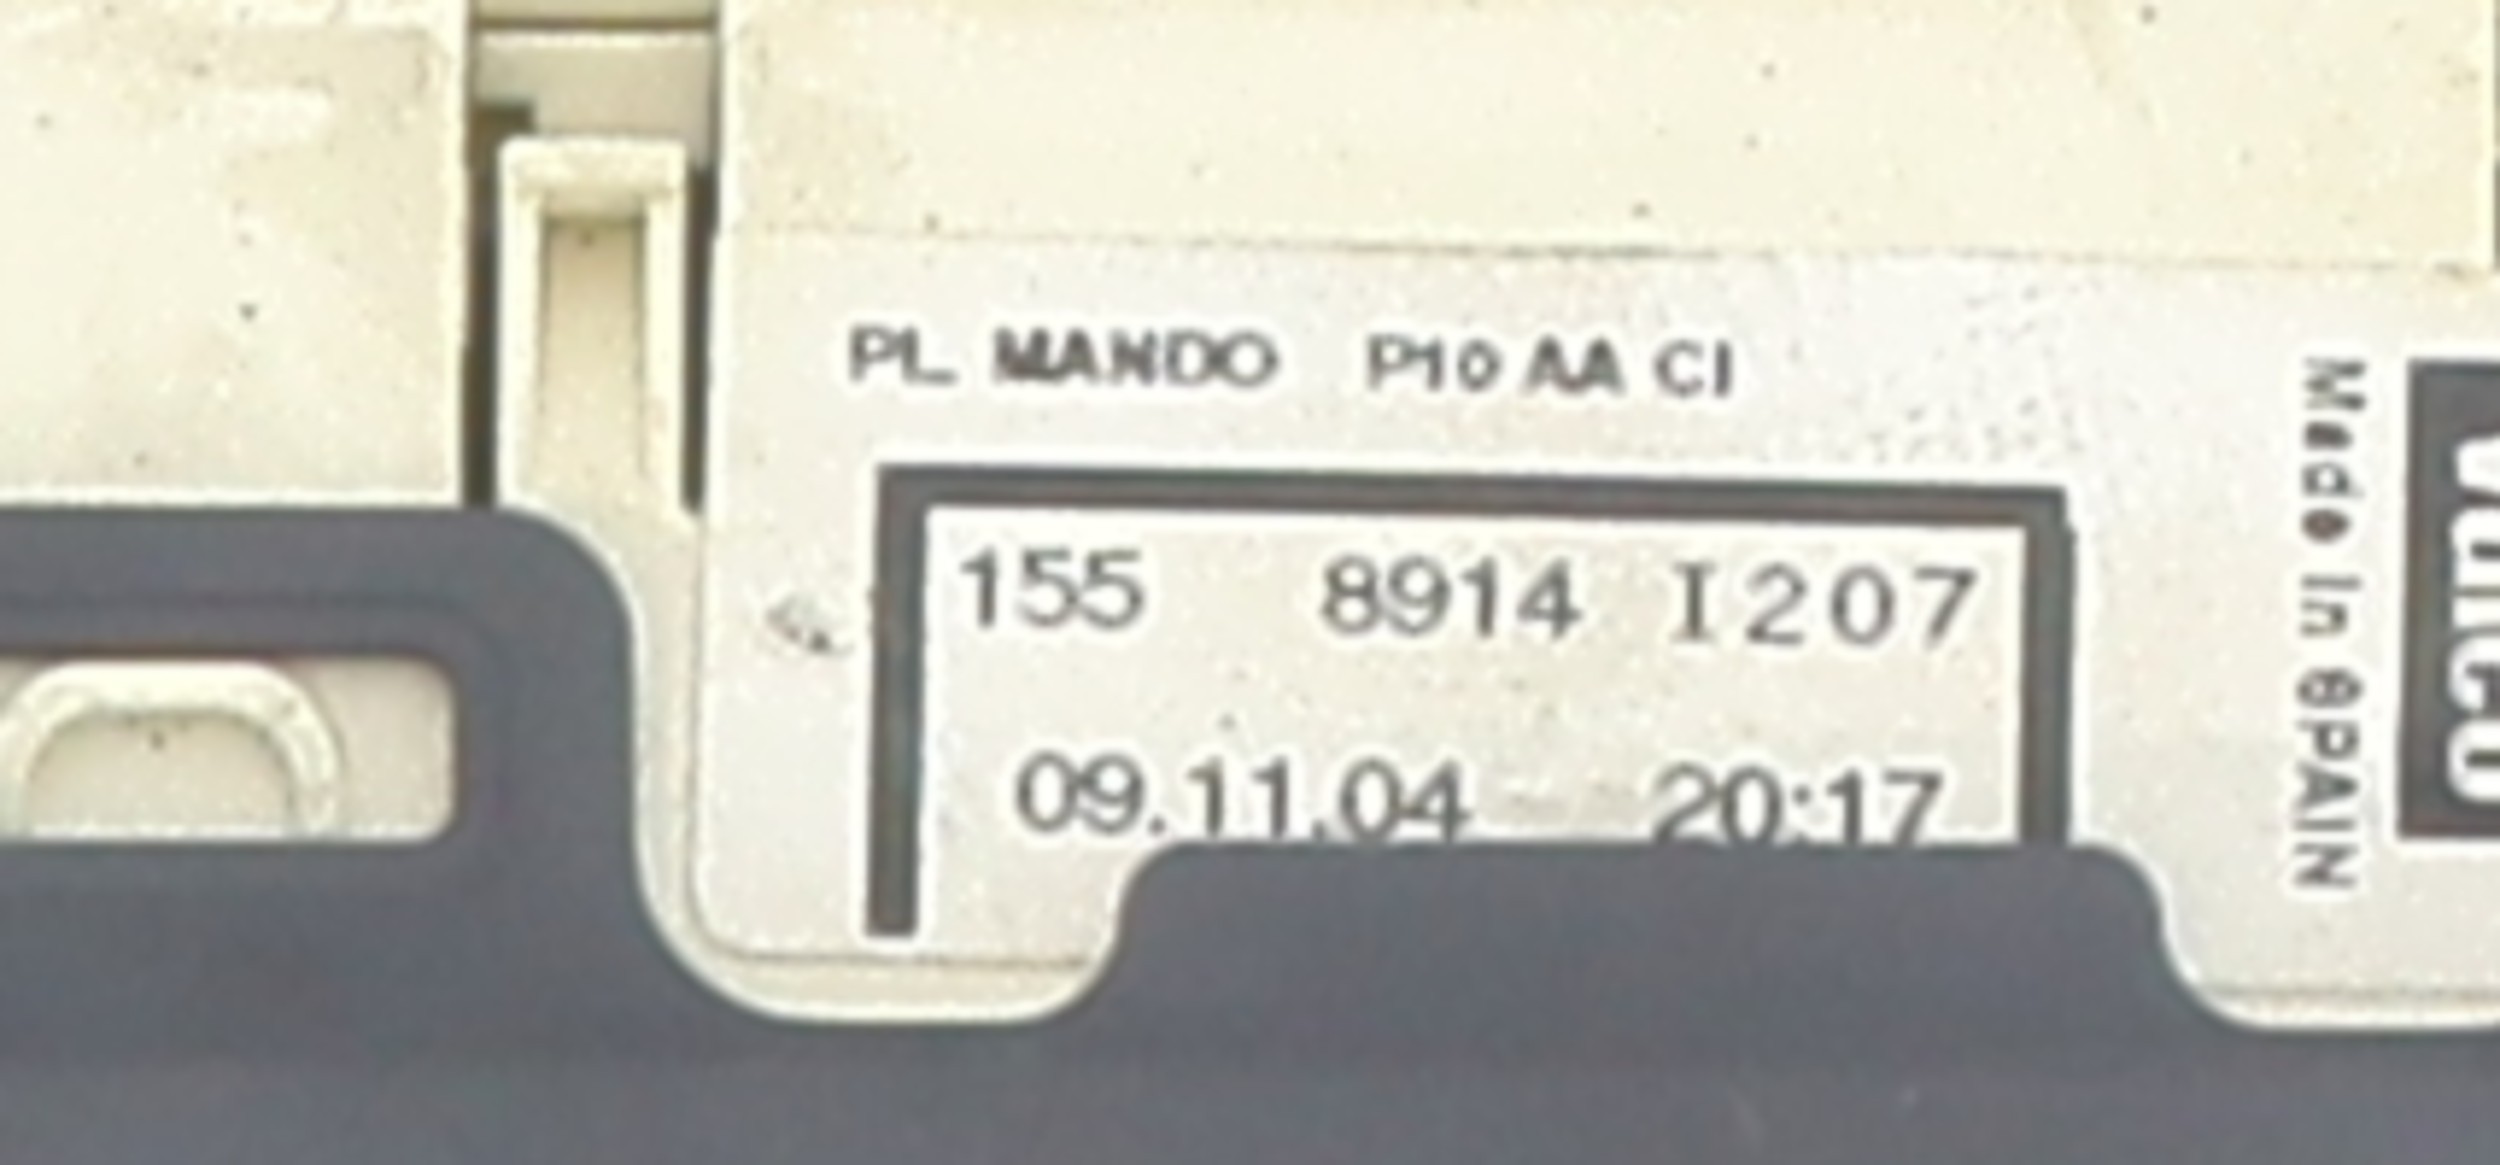 PL. MANDO P10 AA CI
155 8914 I207
09.11.04 20:17
Made In SPAIN